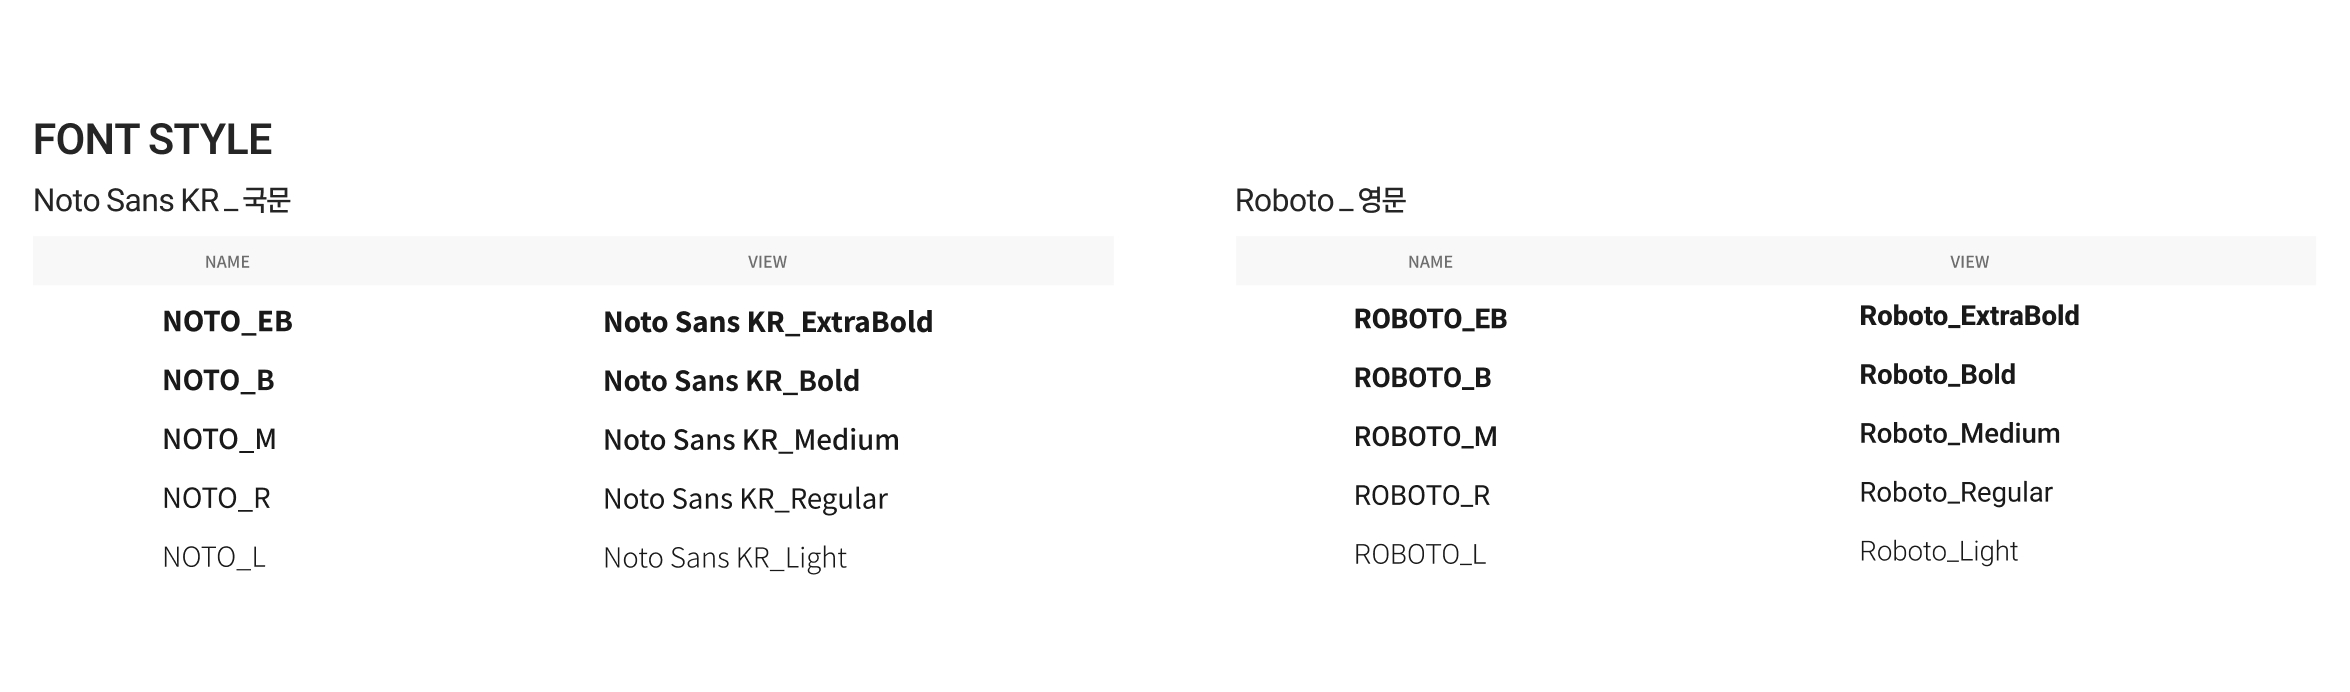 FONT STYLE
Noto Sans KR _ 국문
NAME VIEW
NOTO_EB Noto Sans KR_ExtraBold
NOTO_B Noto Sans KR_Bold
NOTO_M Noto Sans KR_Medium
NOTO_R Noto Sans KR_Regular
NOTO_L Noto Sans KR_Light
Roboto _ 영문
NAME VIEW
ROBOTO_EB Roboto_ExtraBold
ROBOTO_B Roboto_Bold
ROBOTO_M Roboto_Medium
ROBOTO_R Roboto_Regular
ROBOTO_L Roboto_Light